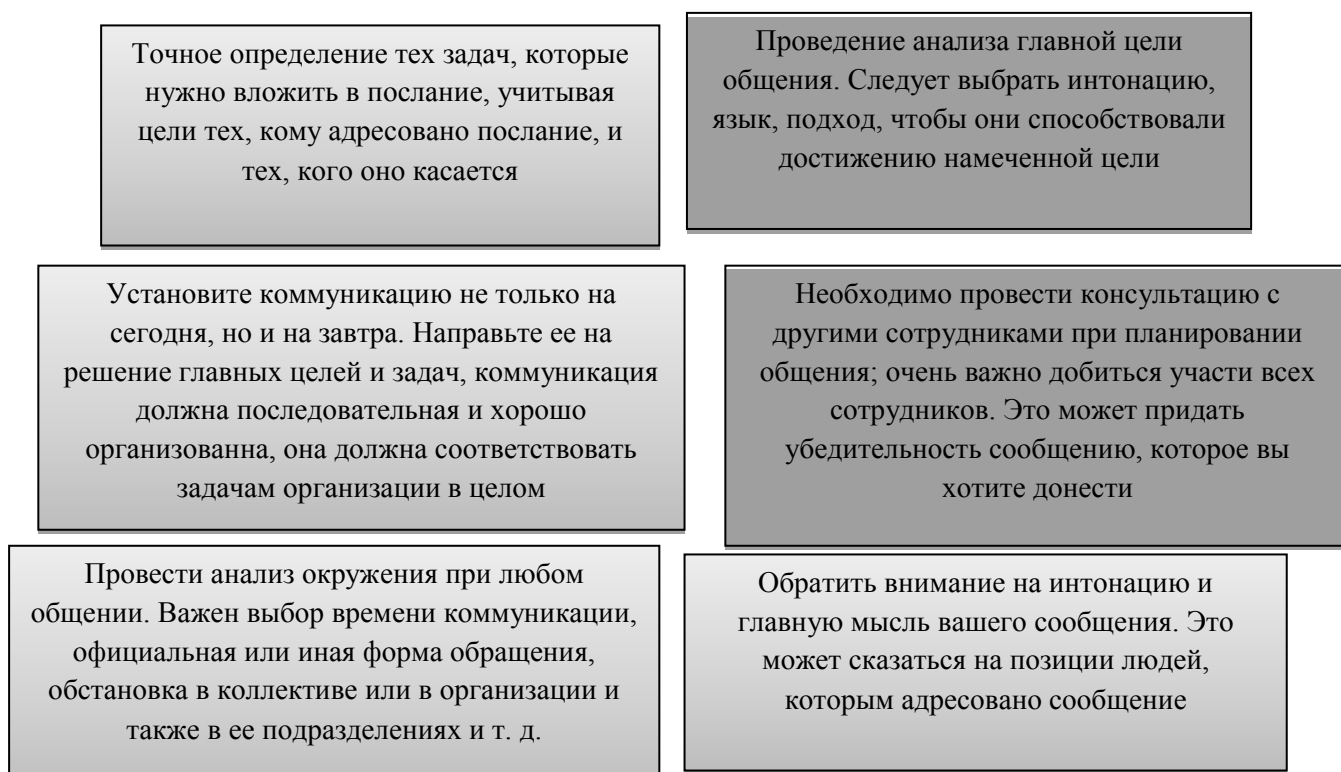 Точное определение тех задач, которые
нужно вложить в послание, учитывая
цели тех, кому адресовано послание, и
тех, кого оно касается
Проведение анализа главной цели
общения. Следует выбрать интонацию,
язык, подход, чтобы они способствовали
достижению намеченной цели
Установите коммуникацию не только на
сегодня, но и на завтра. Направьте ее на
решение главных целей и задач, коммуникация
должна последовательная и хорошо
организованна, она должна соответствовать
задачам организации в целом
Необходимо провести консультацию с
другими сотрудниками при планировании
общения; очень важно добиться участи всех
сотрудников. Это может придать
убедительность сообщению, которое вы
хотите донести
Провести анализ окружения при любом
общении. Важен выбор времени коммуникации,
официальная или иная форма обращения,
обстановка в коллективе или в организации и
также в ее подразделениях и т. д.
Обратить внимание на интонацию и
главную мысль вашего сообщения. Это
может сказаться на позиции людей,
которым адресовано сообщение